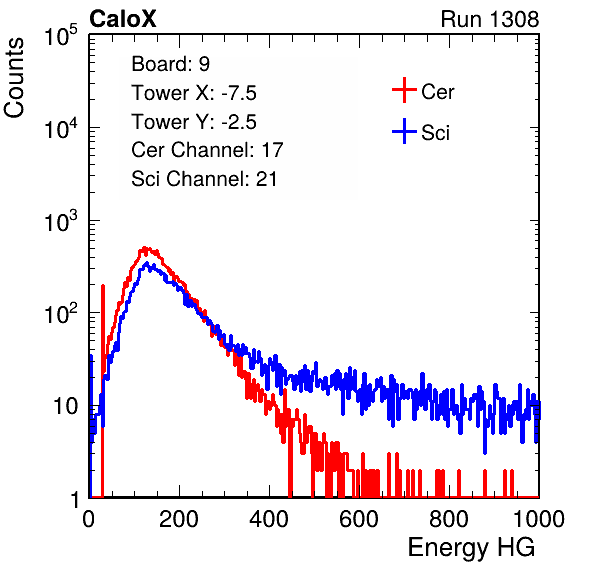 CaloX Run 1308
Counts
10^5
10^4
10^3
10^2
10
1
Board: 9
Tower X: -7.5
Tower Y: -2.5
Cer Channel: 17
Sci Channel: 21
Cer
Sci
0 200 400 600 800 1000
Energy HG